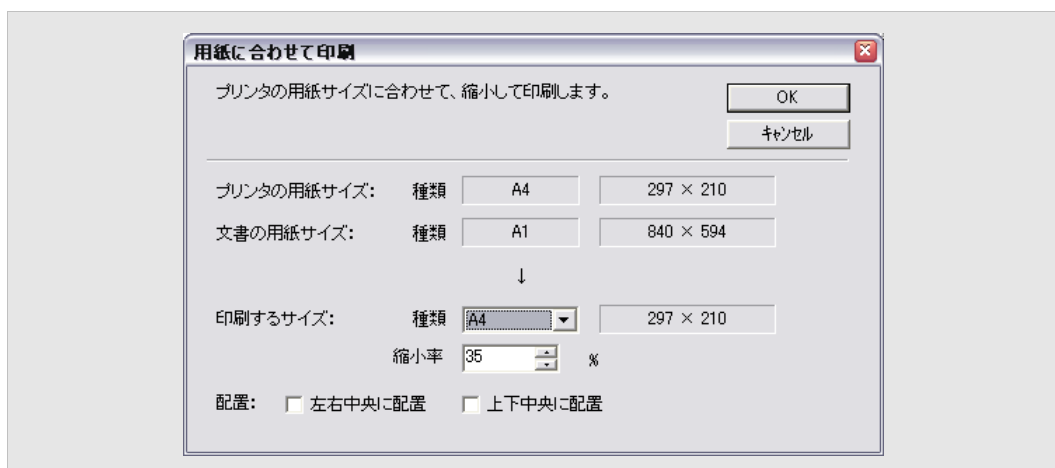 用紙に合わせて印刷
プリンタの用紙サイズに合わせて、縮小して印刷します。
OK
キャンセル
プリンタの用紙サイズ: 種類 A4 297 × 210
文書の用紙サイズ: 種類 A1 840 × 594
↓
印刷するサイズ: 種類 A4 297 × 210
縮小率 35 %
配置: 左右中央に配置 上下中央に配置